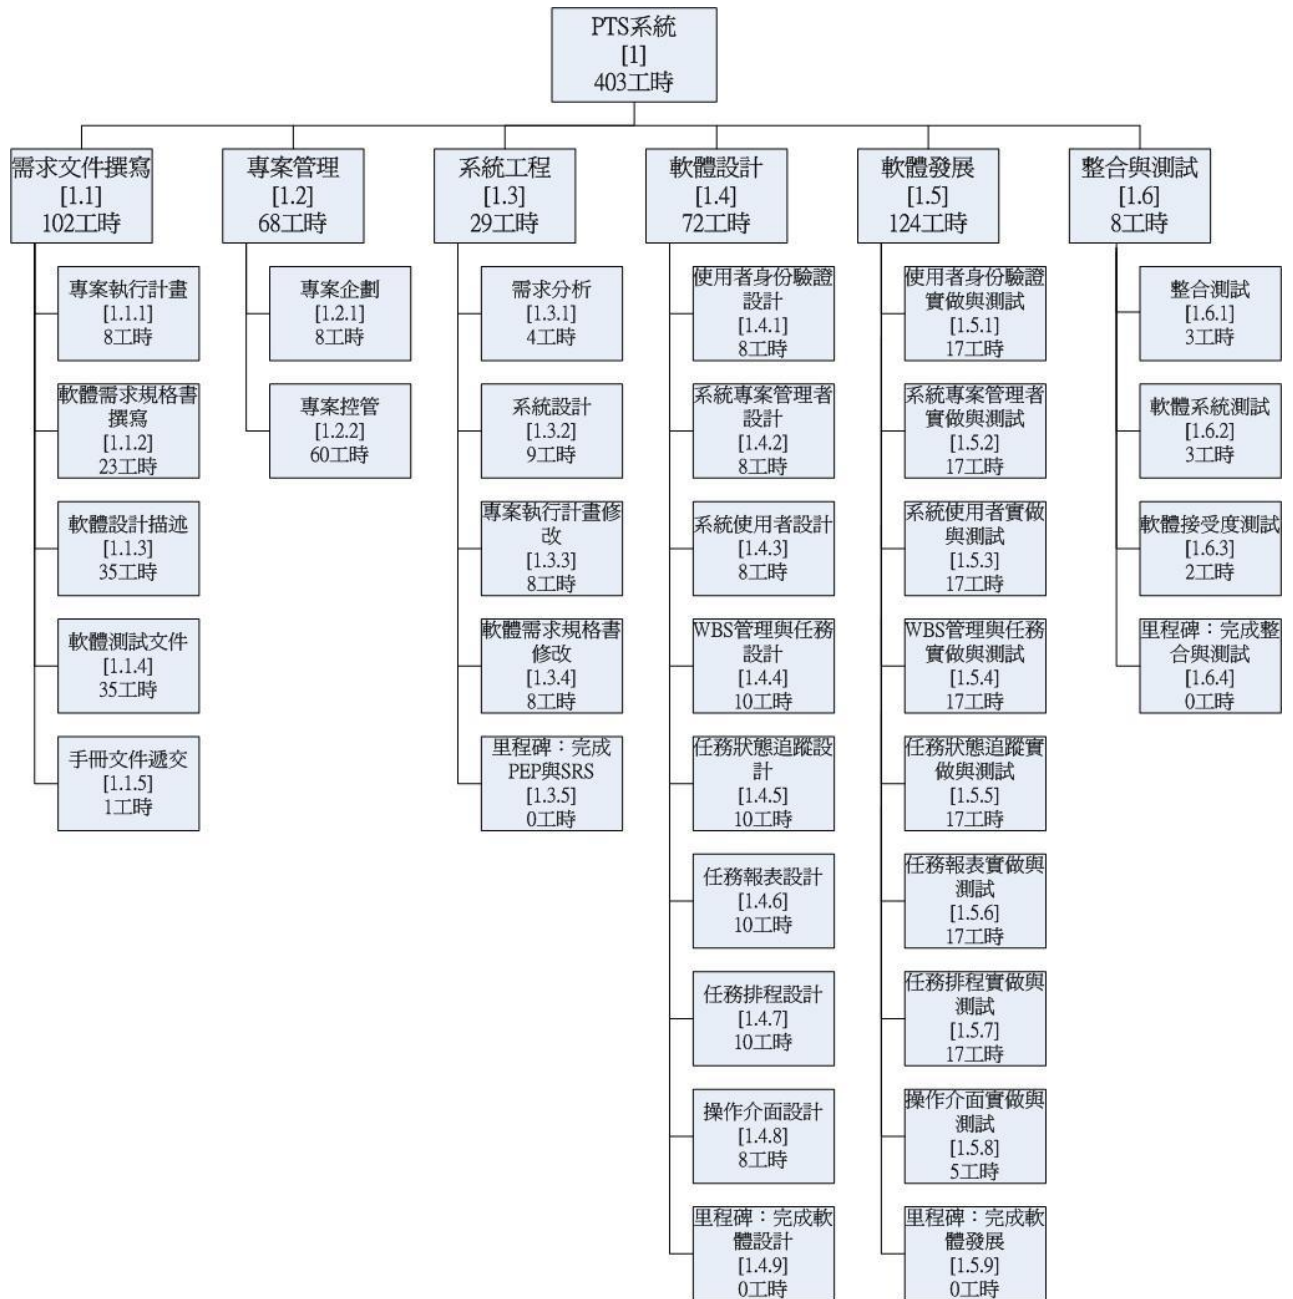 PTS系統
[1]
403工時
需求文件撰寫
[1.1]
102工時
專案執行計畫
[1.1.1]
8工時
軟體需求規格書
撰寫
[1.1.2]
23工時
軟體設計描述
[1.1.3]
35工時
軟體測試文件
[1.1.4]
35工時
手冊文件遞交
[1.1.5]
1工時
專案管理
[1.2]
68工時
專案企劃
[1.2.1]
8工時
專案控管
[1.2.2]
60工時
系統工程
[1.3]
29工時
需求分析
[1.3.1]
4工時
系統設計
[1.3.2]
9工時
專案執行計畫修
改
[1.3.3]
8工時
軟體需求規格書
修改
[1.3.4]
8工時
里程碑：完成
PEP與SRS
[1.3.5]
0工時
軟體設計
[1.4]
72工時
使用者身份驗證
設計
[1.4.1]
8工時
系統專案管理者
設計
[1.4.2]
8工時
系統使用者設計
[1.4.3]
8工時
WBS管理與任務
設計
[1.4.4]
10工時
任務狀態追蹤設
計
[1.4.5]
10工時
任務報表設計
[1.4.6]
10工時
任務排程設計
[1.4.7]
10工時
操作介面設計
[1.4.8]
8工時
里程碑：完成軟
體設計
[1.4.9]
0工時
軟體發展
[1.5]
124工時
使用者身份驗證
實做與測試
[1.5.1]
17工時
系統專案管理者
實做與測試
[1.5.2]
17工時
系統使用者實做
與測試
[1.5.3]
17工時
WBS管理與任務
實做與測試
[1.5.4]
17工時
任務狀態追蹤實
做與測試
[1.5.5]
17工時
任務報表實做與
測試
[1.5.6]
17工時
任務排程實做與
測試
[1.5.7]
17工時
操作介面實做與
測試
[1.5.8]
5工時
里程碑：完成軟
體發展
[1.5.9]
0工時
整合與測試
[1.6]
8工時
整合測試
[1.6.1]
3工時
軟體系統測試
[1.6.2]
3工時
軟體接受度測試
[1.6.3]
2工時
里程碑：完成整
合與測試
[1.6.4]
0工時